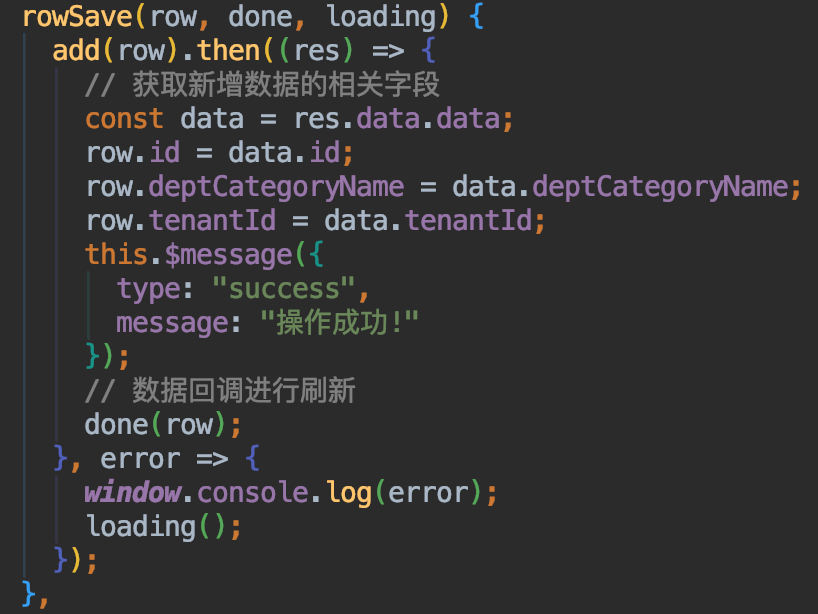 rowSave(row, done, loading) {
add(row).then((res) => {
// 获取新增数据的相关字段
const data = res.data.data;
row.id = data.id;
row.deptCategoryName = data.deptCategoryName;
row.tenantId = data.tenantId;
this.$message({
type: "success",
message: "操作成功!"
});
// 数据回调进行刷新
done(row);
}, error => {
window.console.log(error);
loading();
});
},